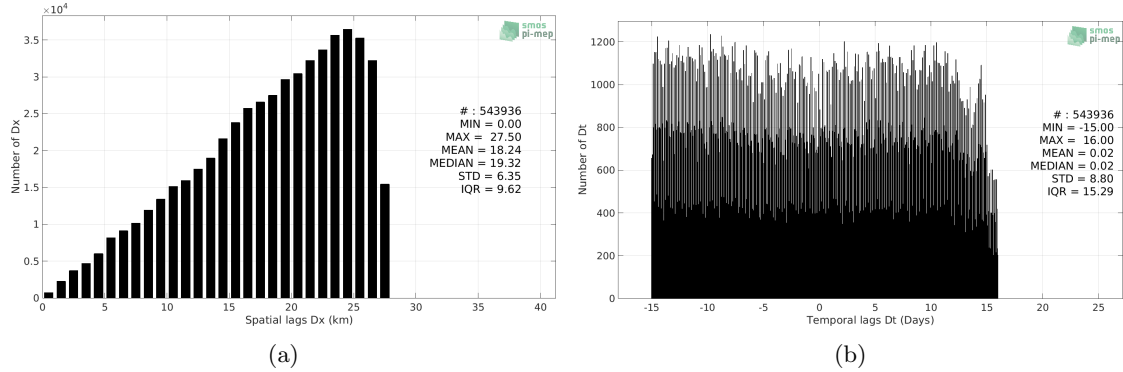 ×10⁴
3.5
3
2.5
2
1.5
1
0.5
0
Number of Dx
smos
pi-mep
# : 543936
MIN = 0.00
MAX = 27.50
MEAN = 18.24
MEDIAN = 19.32
STD = 6.35
IQR = 9.62
0 5 10 15 20 25 30 35 40
Spatial lags Dx (km)
(a)
1200
1000
800
600
400
200
0
Number of Dt
smos
pi-mep
# : 543936
MIN = -15.00
MAX = 16.00
MEAN = 0.02
MEDIAN = 0.02
STD = 8.80
IQR = 15.29
-15 -10 -5 0 5 10 15 20 25
Temporal lags Dt (Days)
(b)